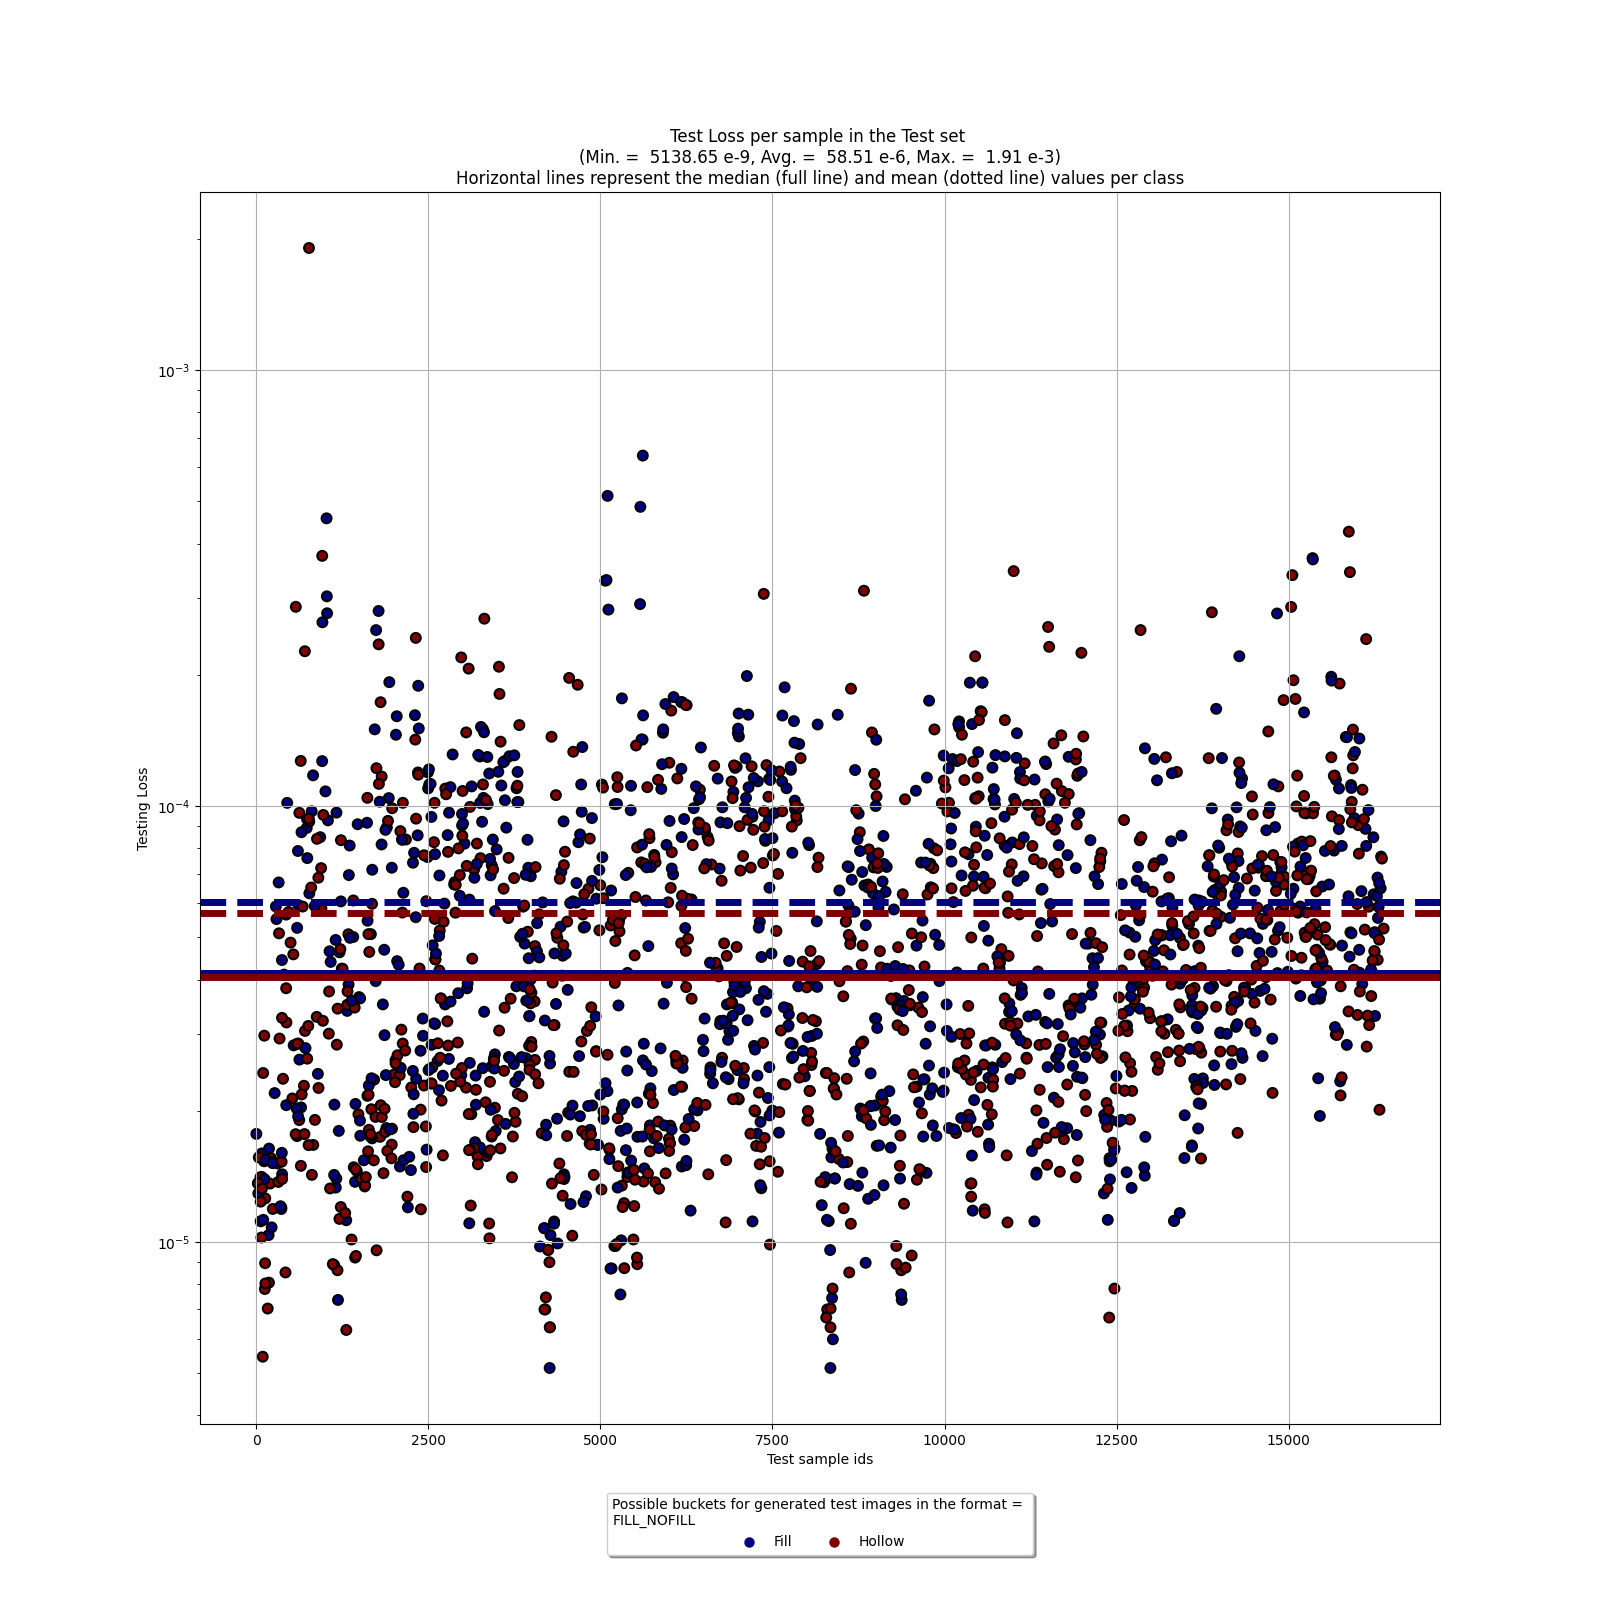 Test Loss per sample in the Test set
(Min. =  5138.65 e-9, Avg. =  58.51 e-6, Max. =  1.91 e-3)
Horizontal lines represent the median (full line) and mean (dotted line) values per class
Testing Loss
10⁻³
10⁻⁴
10⁻⁵
0 2500 5000 7500 10000 12500 15000
Test sample ids
Possible buckets for generated test images in the format =
FILL_NOFILL
Fill Hollow